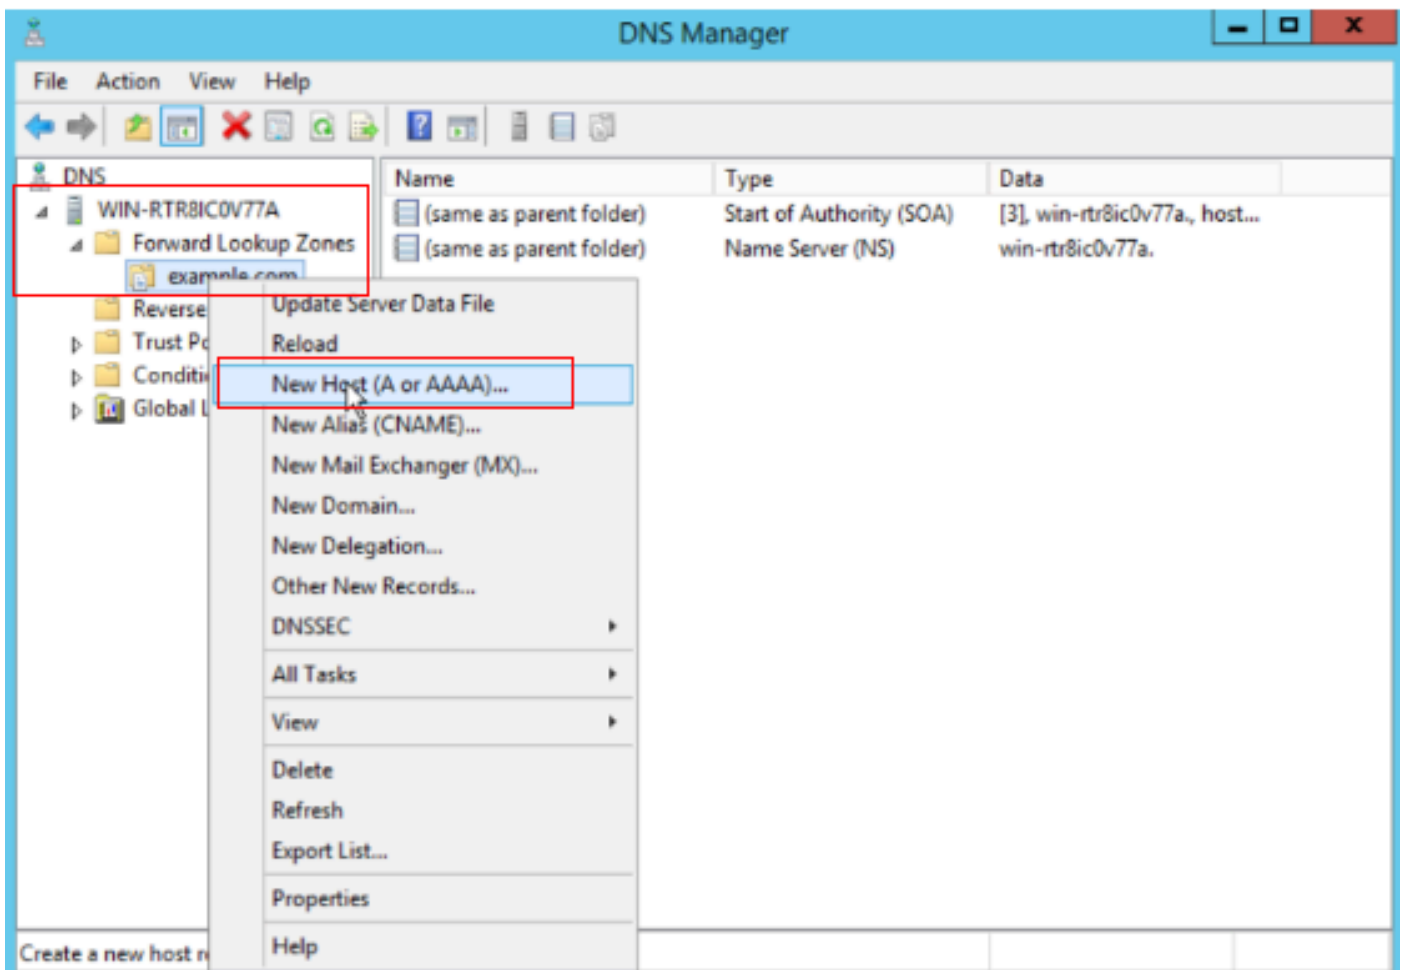 DNS Manager
File Action View Help
DNS
WIN-RTR8IC0V77A
Forward Lookup Zones
example.com
Reverse
Trust Po
Conditi
Global L
Name Type Data
(same as parent folder) Start of Authority (SOA) [3], win-rtr8ic0v77a., host...
(same as parent folder) Name Server (NS) win-rtr8ic0v77a.
Update Server Data File
Reload
New Host (A or AAAA)...
New Alias (CNAME)...
New Mail Exchanger (MX)...
New Domain...
New Delegation...
Other New Records...
DNSSEC
All Tasks
View
Delete
Refresh
Export List...
Properties
Help
Create a new host re